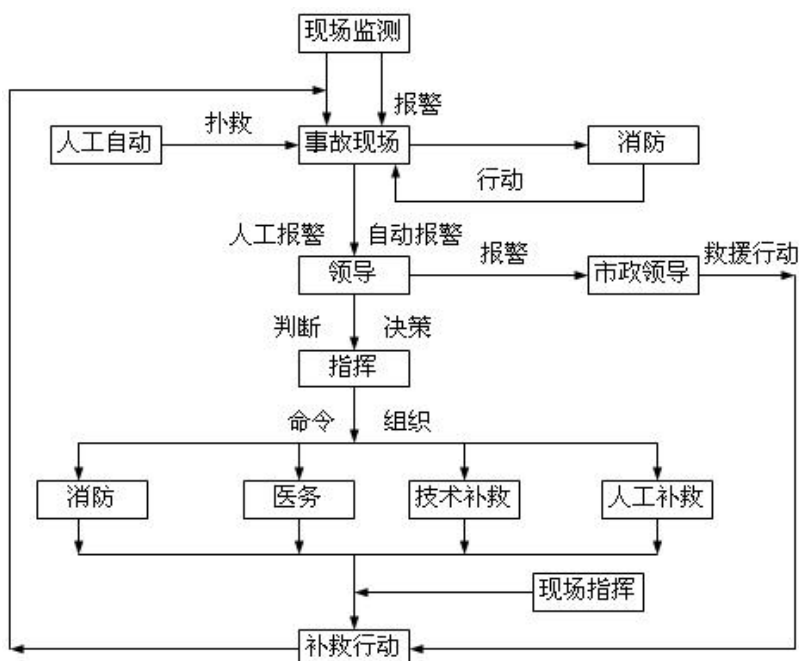 现场监测
报警
扑救
人工自动
事故现场
消防
行动
人工报警
自动报警
报警
救援行动
领导
市政领导
判断
决策
指挥
命令
组织
消防
医务
技术补救
人工补救
现场指挥
补救行动